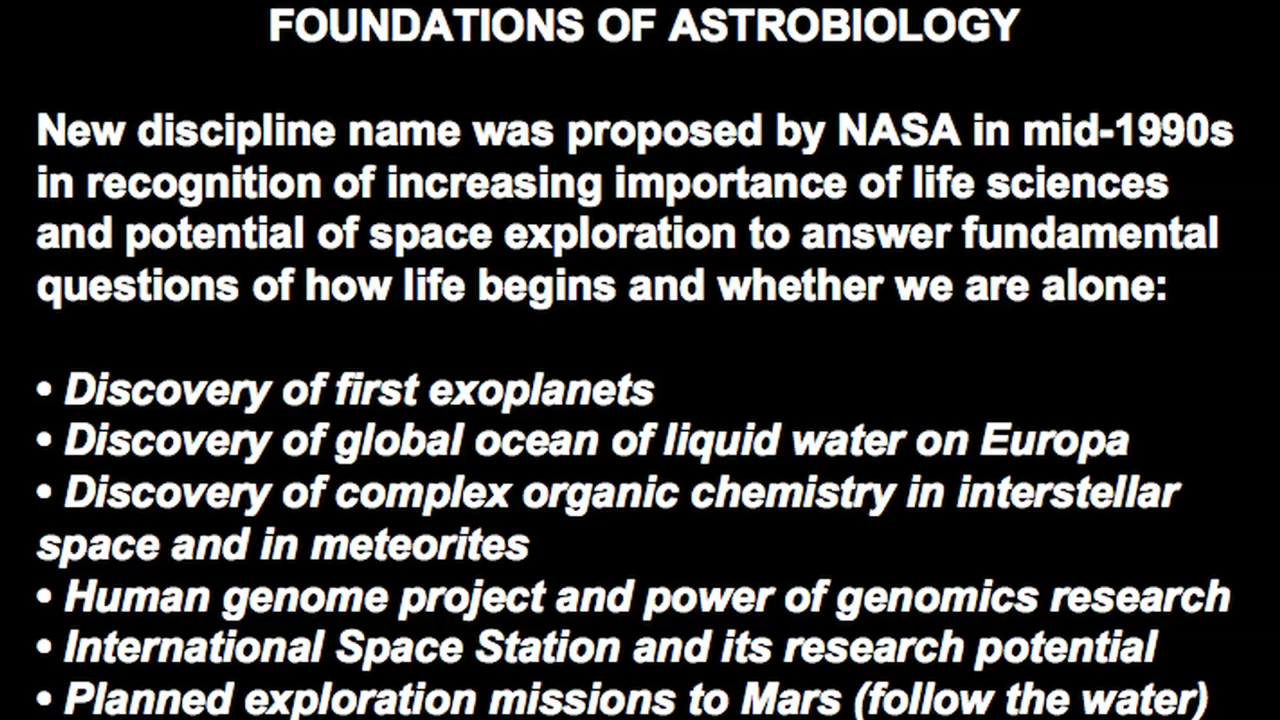 FOUNDATIONS OF ASTROBIOLOGY
New discipline name was proposed by NASA in mid-1990s
in recognition of increasing importance of life sciences
and potential of space exploration to answer fundamental
questions of how life begins and whether we are alone:
• Discovery of first exoplanets
• Discovery of global ocean of liquid water on Europa
• Discovery of complex organic chemistry in interstellar
space and in meteorites
• Human genome project and power of genomics research
• International Space Station and its research potential
• Planned exploration missions to Mars (follow the water)